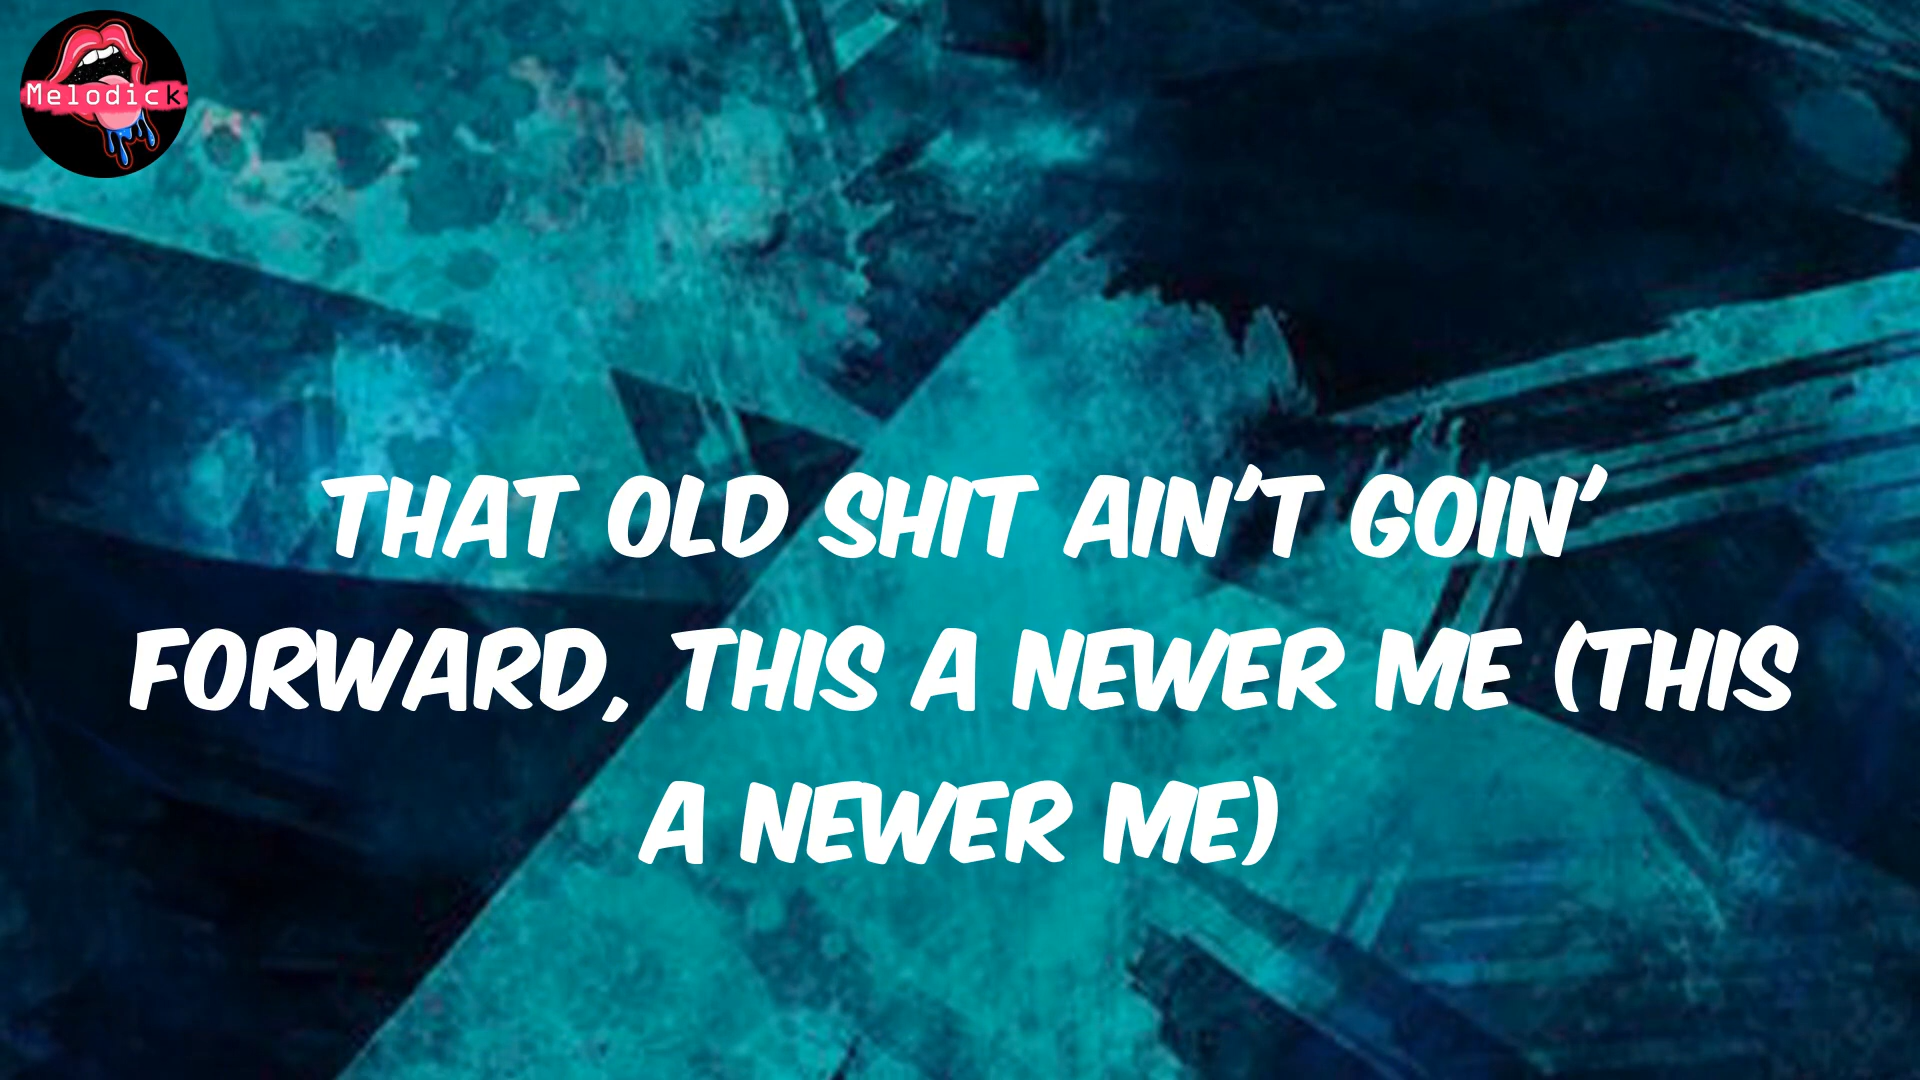 Melodick
THAT OLD SHIT AIN'T GOIN'
FORWARD, THIS A NEWER ME (THIS
A NEWER ME)